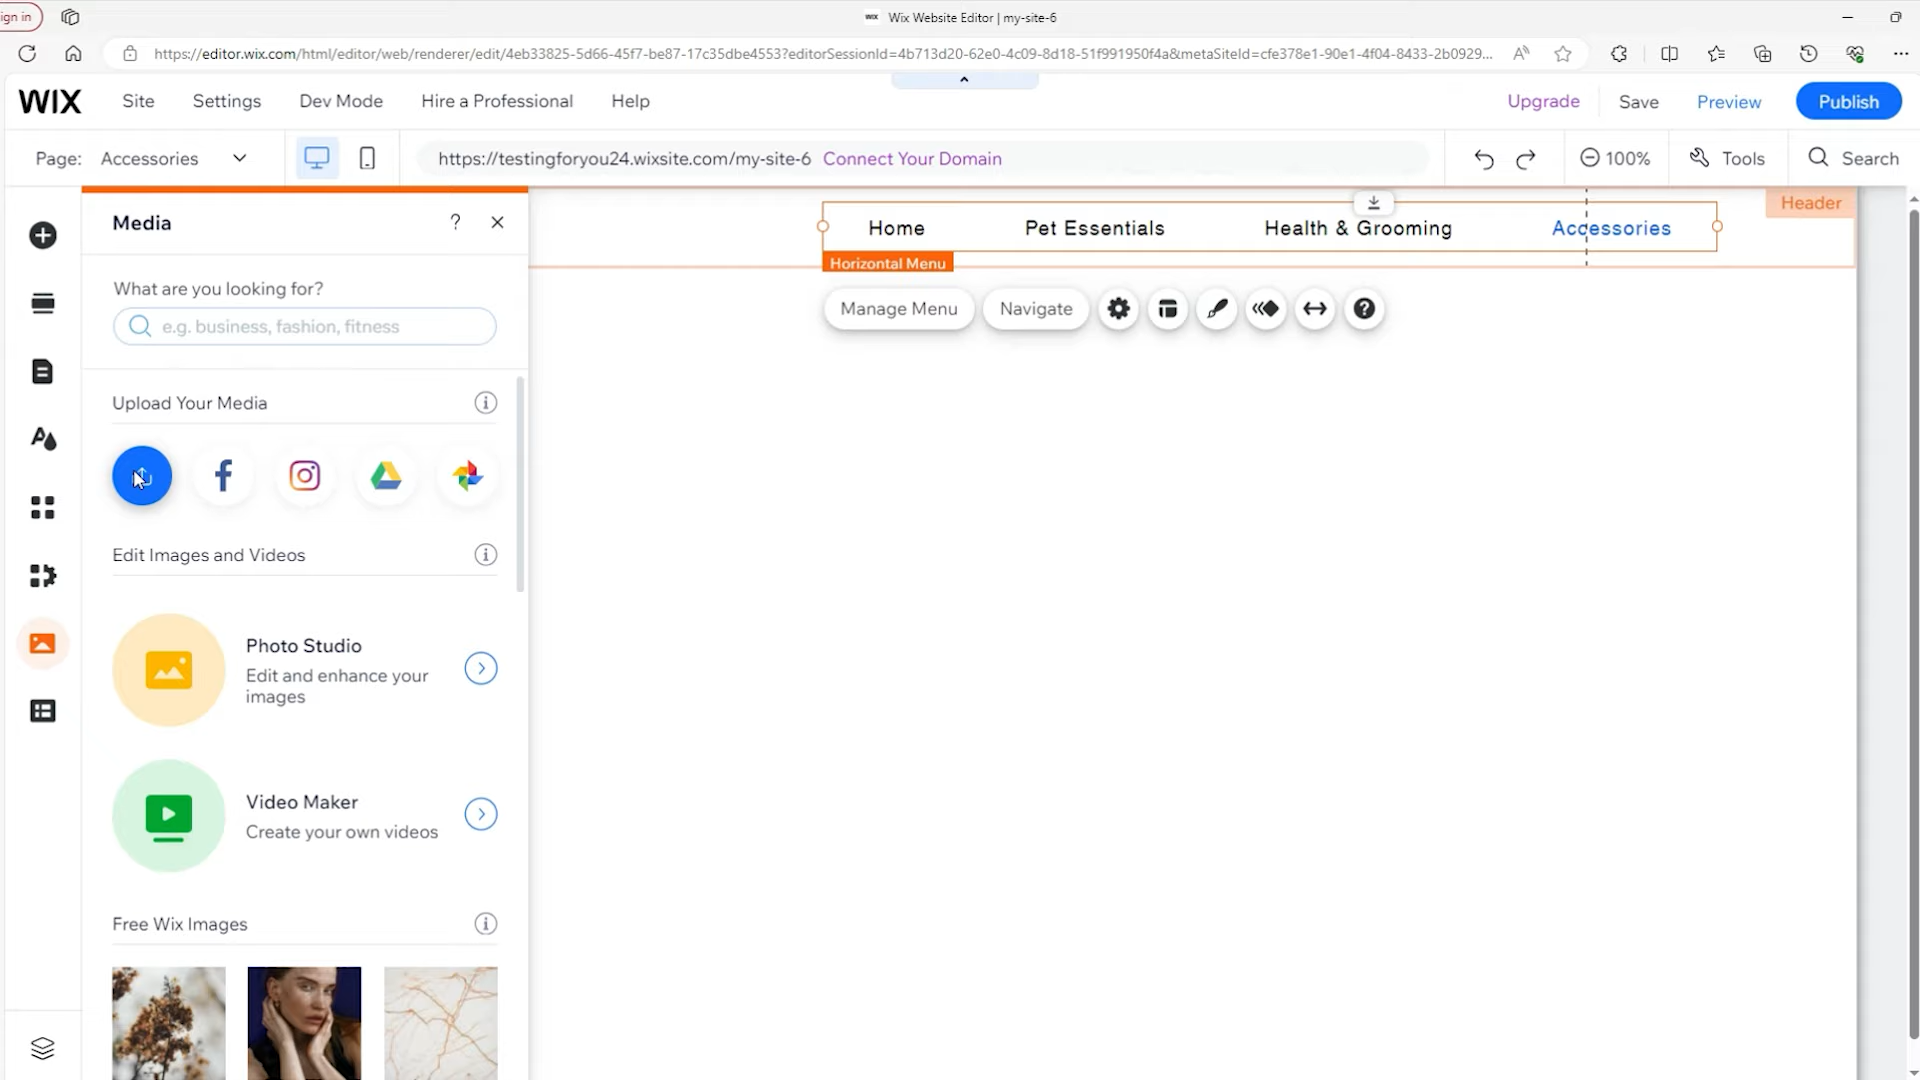 ign in
WIX Wix Website Editor | my-site-6
https://editor.wix.com/html/editor/web/renderer/edit/4eb33825-5d66-45f7-be87-17c35dbe4553?editorSessionId=4b713d20-62e0-4c09-8d18-51f991950f4a&metaSiteId=cfe378e1-90e1-4f04-8433-2b0929...
WIX Site Settings Dev Mode Hire a Professional Help Upgrade Save Preview Publish
Page: Accessories https://testingforyou24.wixsite.com/my-site-6 Connect Your Domain 100% Tools Search
Media ?
Header
Home Pet Essentials Health & Grooming Accessories
Horizontal Menu
What are you looking for?
Manage Menu Navigate ?
e.g. business, fashion, fitness
Upload Your Media
Edit Images and Videos
Photo Studio
Edit and enhance your
images
Video Maker
Create your own videos
Free Wix Images